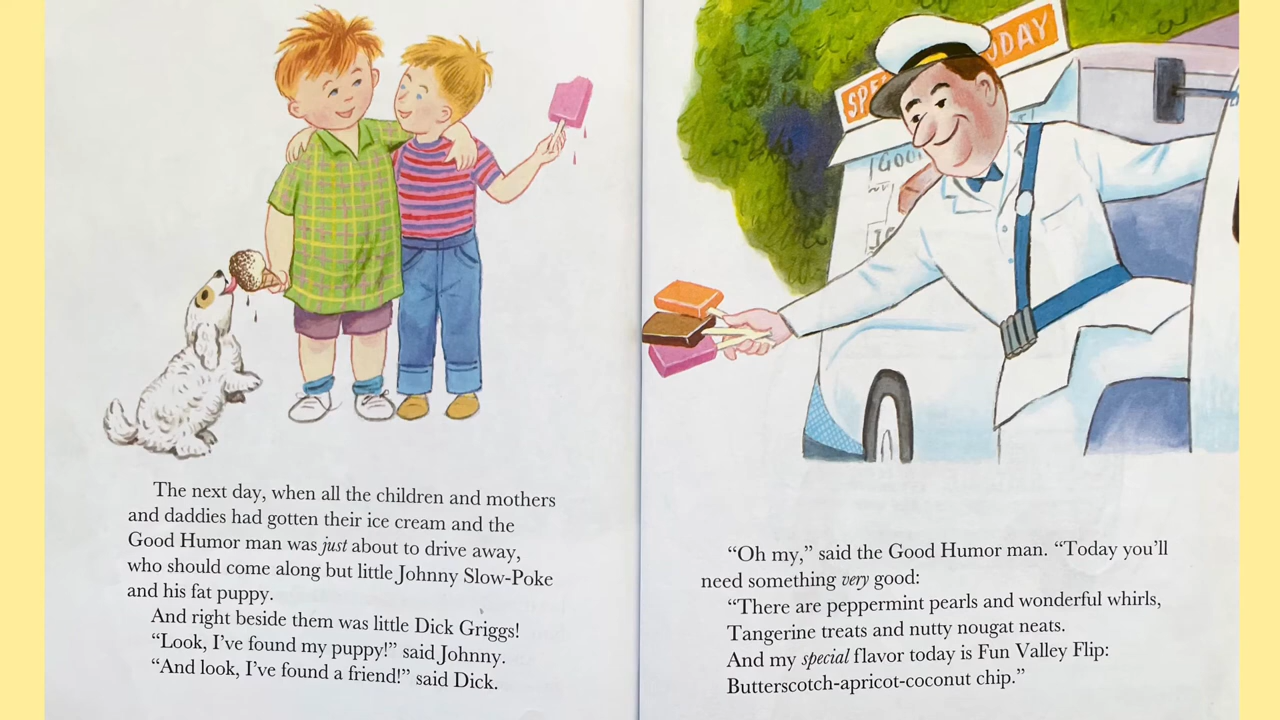 The next day, when all the children and mothers
and daddies had gotten their ice cream and the
Good Humor man was just about to drive away,
who should come along but little Johnny Slow-Poke
and his fat puppy.
And right beside them was little Dick Griggs!
“Look, I’ve found my puppy!” said Johnny.
“And look, I’ve found a friend!” said Dick.
“Oh my,” said the Good Humor man. “Today you’ll
need something very good:
“There are peppermint pearls and wonderful whirls,
Tangerine treats and nutty nougat neats.
And my special flavor today is Fun Valley Flip:
Butterscotch-apricot-coconut chip.”